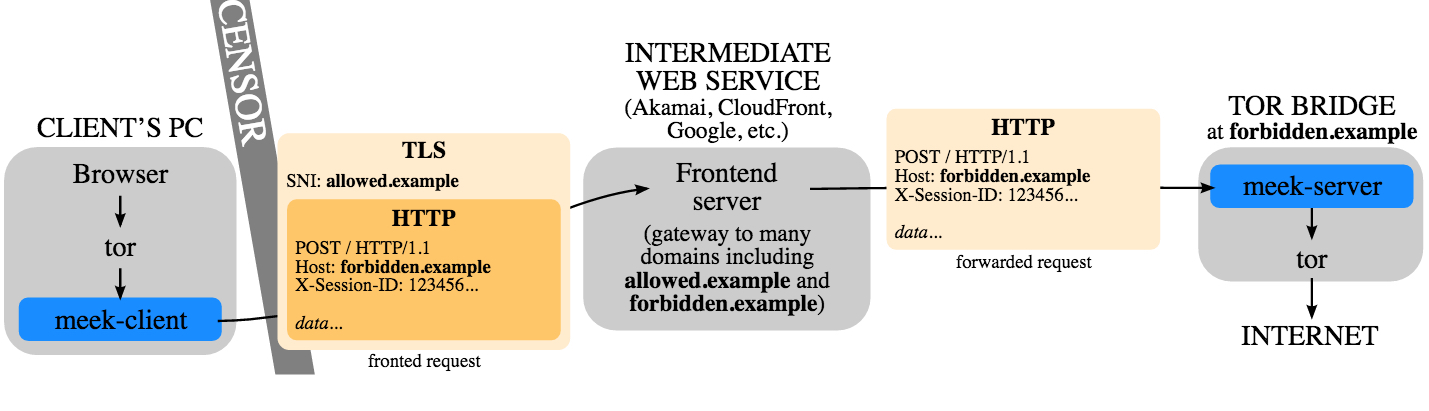 CLIENT'S PC
Browser
tor
meek-client
CENSOR
TLS
SNI: allowed.example
HTTP
POST / HTTP/1.1
Host: forbidden.example
X-Session-ID: 123456...
data...
fronted request
INTERMEDIATE
WEB SERVICE
(Akamai, CloudFront,
Google, etc.)
Frontend
server
(gateway to many
domains including
allowed.example and
forbidden.example)
HTTP
POST / HTTP/1.1
Host: forbidden.example
X-Session-ID: 123456...
data...
forwarded request
TOR BRIDGE
at forbidden.example
meek-server
tor
INTERNET